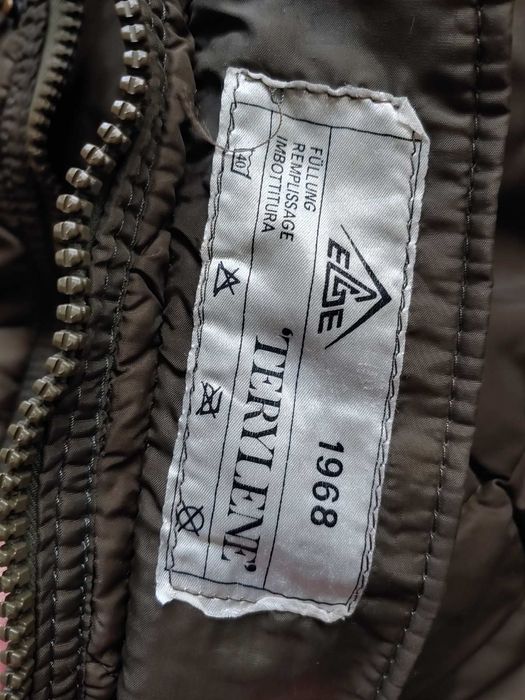 EGE
1968
FÜLLUNG
REMPLISSAGE
IMBOTTITURA
'TERYLENE'
40